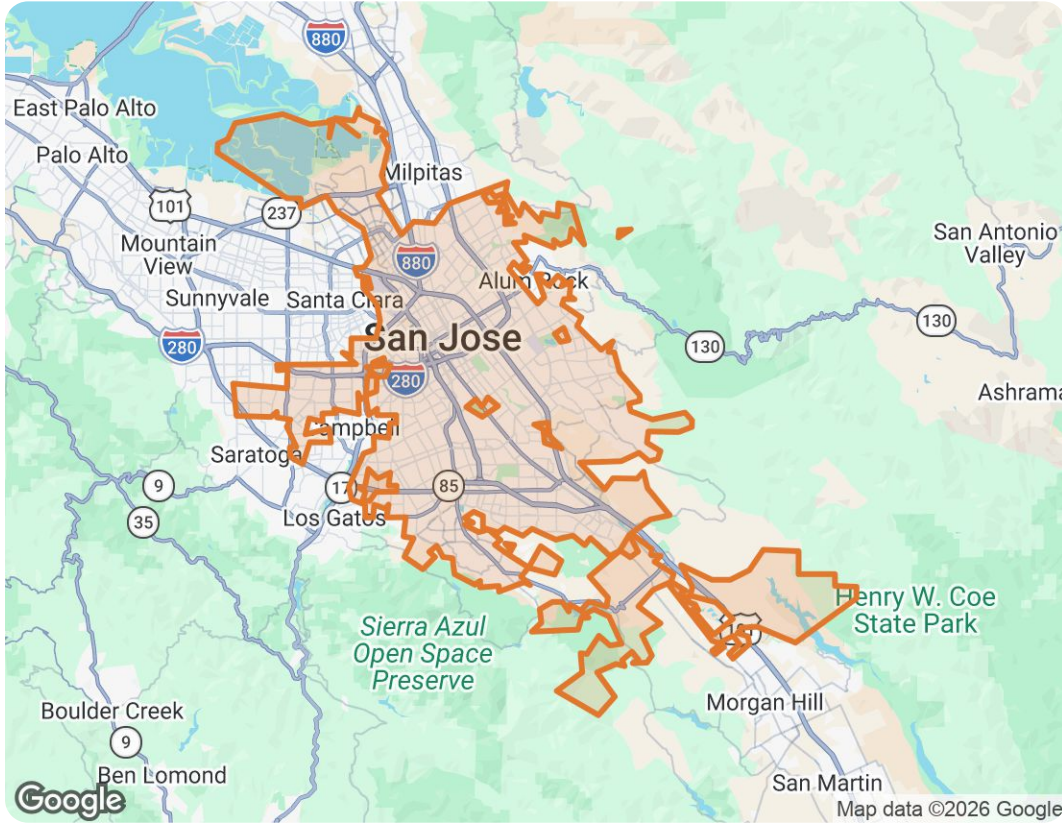 880
East Palo Alto
Palo Alto
Milpitas
101
237
Mountain
View
880
San Antonio
Valley
Alum Rock
Sunnyvale
Santa Clara
130
280
San Jose
130
280
Ashrama
Campbell
Saratoga
9
17
85
35
Los Gatos
Henry W. Coe
State Park
101
Sierra Azul
Open Space
Preserve
Morgan Hill
Boulder Creek
9
Ben Lomond
San Martin
Google
Map data ©2026 Google